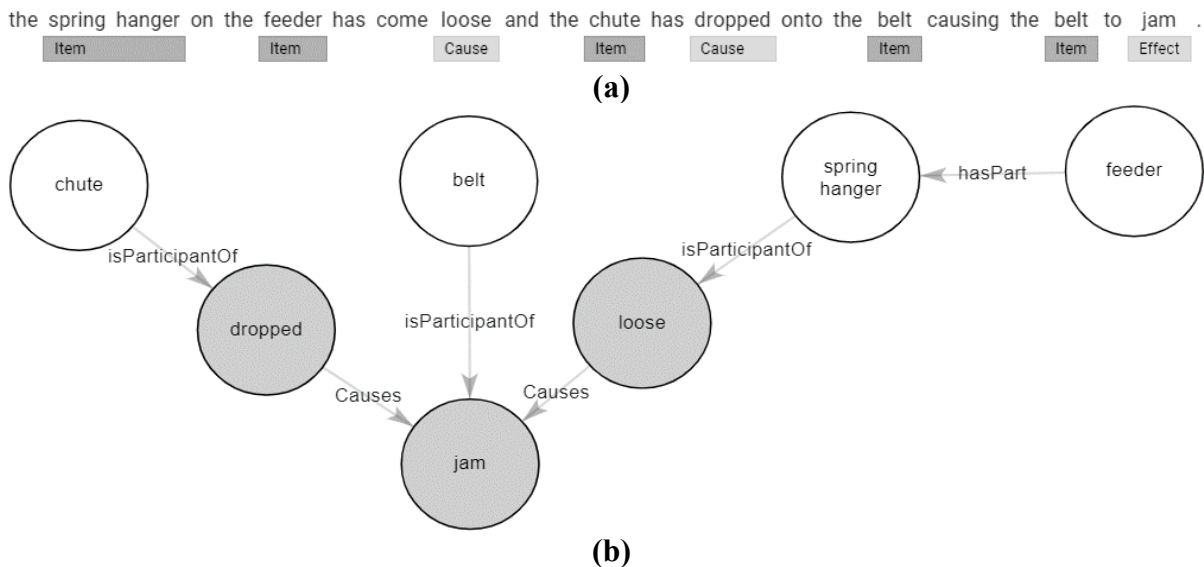 the spring hanger on the feeder has come loose and the chute has dropped onto the belt causing the belt to jam .
Item Item Cause Item Cause Item Item Effect
(a)
chute
belt
spring
hanger
hasPart
feeder
isParticipantOf
isParticipantOf
dropped
isParticipantOf
loose
Causes
Causes
jam
(b)